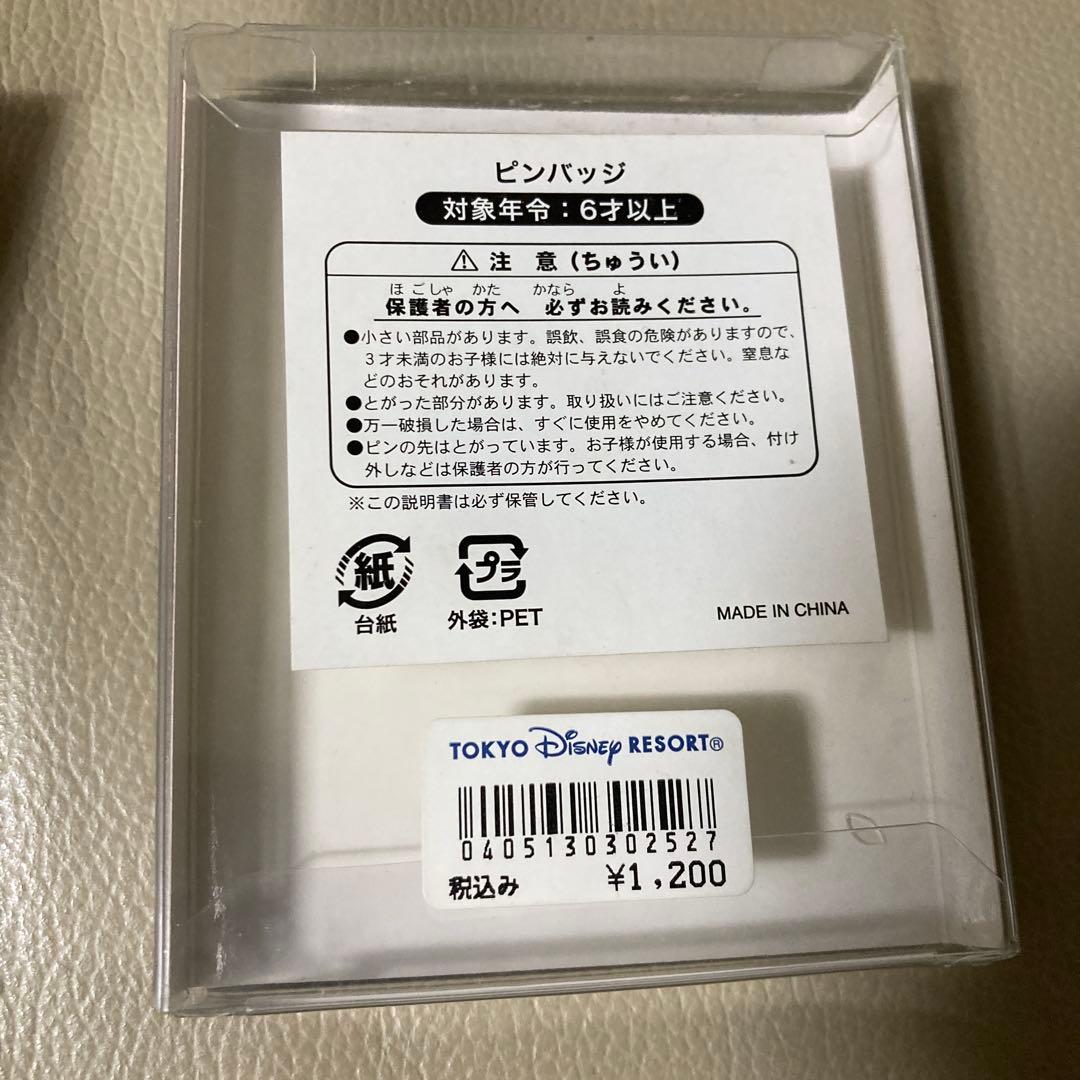 ピンバッジ
対象年令：6才以上
⚠ 注 意（ちゅうい）
ほごしゃ かた かなら よ
保護者の方へ 必ずお読みください。
●小さい部品があります。誤飲、誤食の危険がありますので、
３才未満のお子様には絶対に与えないでください。窒息な
どのおそれがあります。
●とがった部分があります。取り扱いにはご注意ください。
●万一破損した場合は、すぐに使用をやめてください。
●ピンの先はとがっています。お子様が使用する場合、付け
外しなどは保護者の方が行ってください。
※この説明書は必ず保管してください。
紙
プラ
台紙
外袋：PET
MADE IN CHINA
TOKYO Disney RESORT®
0405130302527
税込み ¥1,200